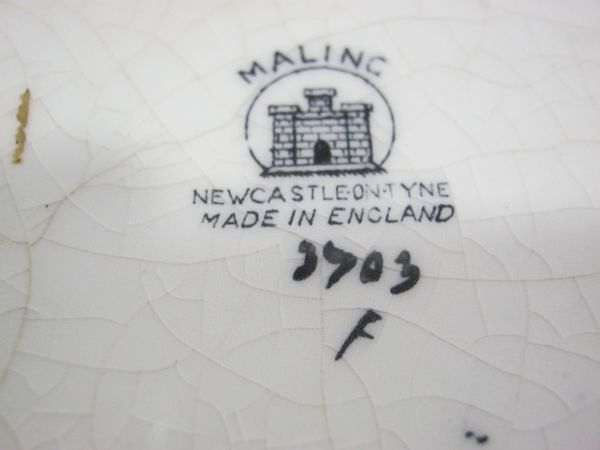 MALING
NEWCASTLE·ON·TYNE
MADE IN ENGLAND
3703
F